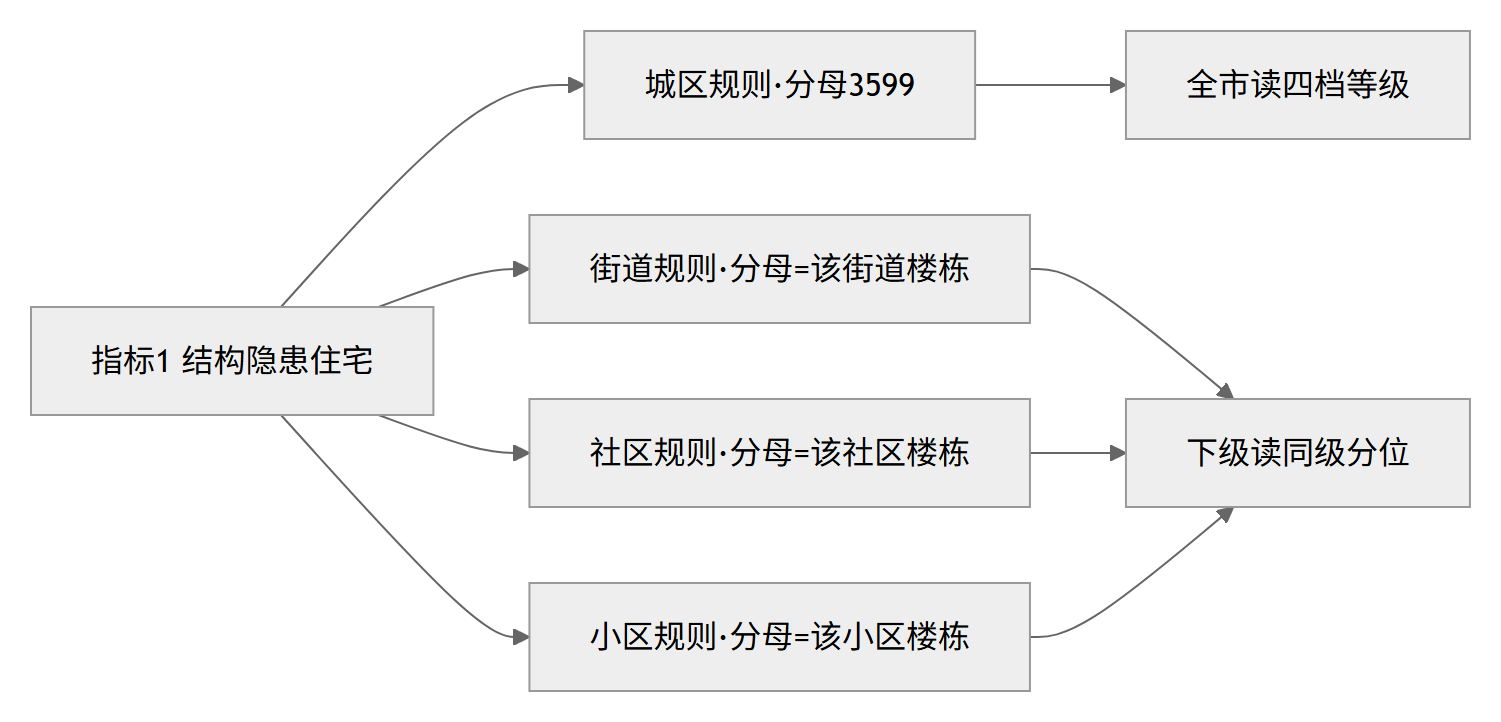 城区规则·分母3599
全市读四档等级
街道规则·分母=该街道楼栋
指标1 结构隐患住宅
社区规则·分母=该社区楼栋
下级读同级分位
小区规则·分母=该小区楼栋